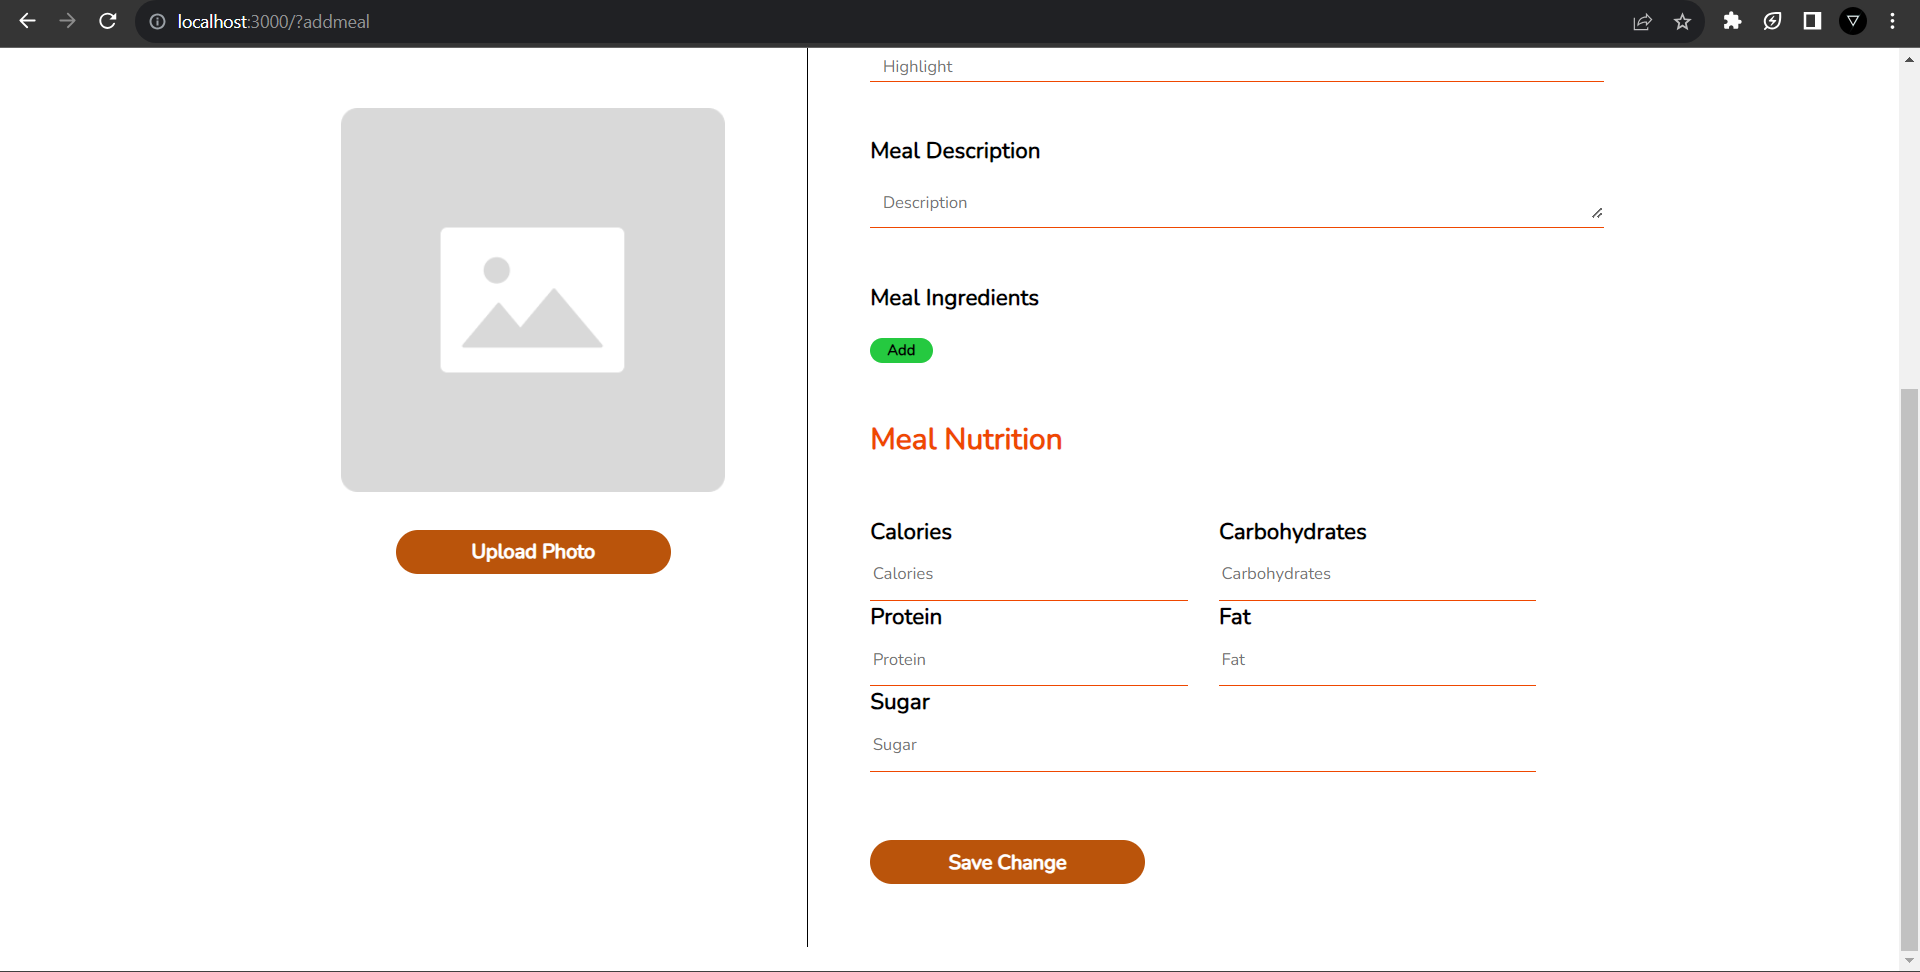 localhost:3000/?addmeal
Highlight
Meal Description
Description
Meal Ingredients
Add
Meal Nutrition
Calories
Carbohydrates
Calories
Carbohydrates
Protein
Fat
Protein
Fat
Sugar
Sugar
Upload Photo
Save Change